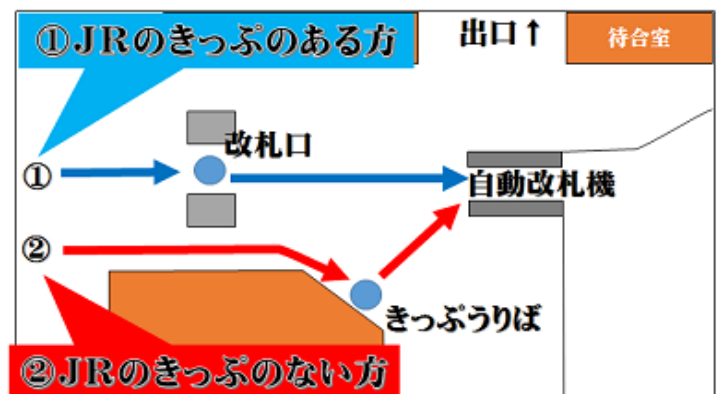 ①JRのきっぷのある方
出口↑
待合室
改札口
①
自動改札機
②
きっぷうりば
②JRのきっぷのない方